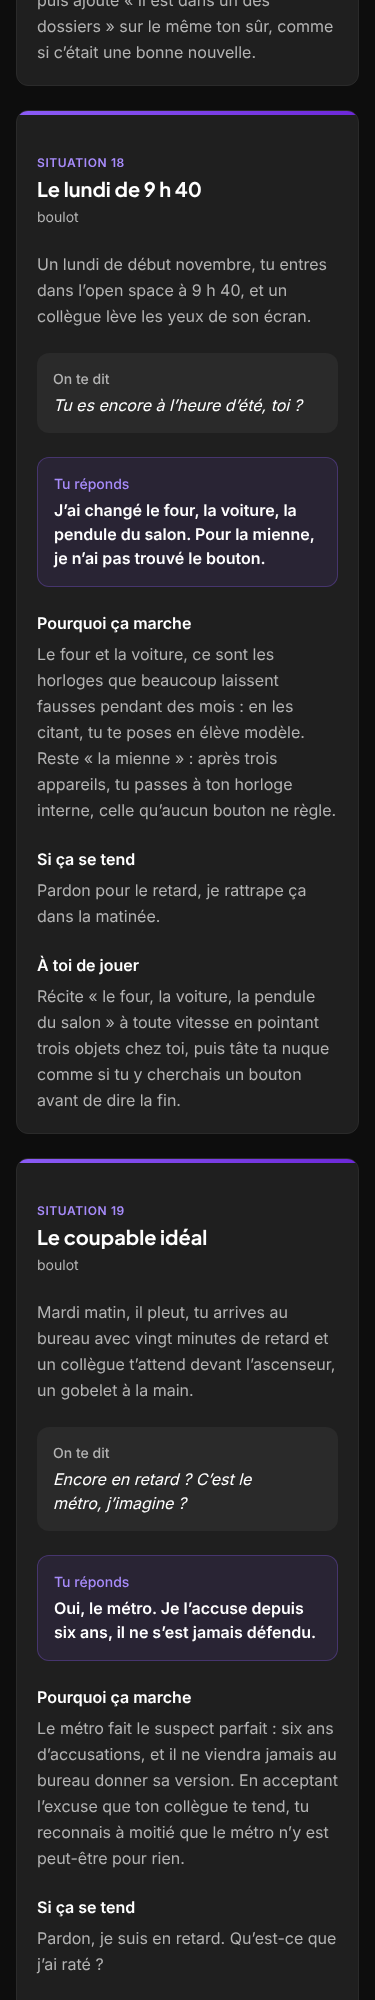 puis ajoute « il est dans un des
dossiers » sur le même ton sûr, comme
si c’était une bonne nouvelle.
SITUATION 18
Le lundi de 9 h 40
boulot
Un lundi de début novembre, tu entres
dans l’open space à 9 h 40, et un
collègue lève les yeux de son écran.
On te dit
Tu es encore à l’heure d’été, toi ?
Tu réponds
J’ai changé le four, la voiture, la
pendule du salon. Pour la mienne,
je n’ai pas trouvé le bouton.
Pourquoi ça marche
Le four et la voiture, ce sont les
horloges que beaucoup laissent
fausses pendant des mois : en les
citant, tu te poses en élève modèle.
Reste « la mienne » : après trois
appareils, tu passes à ton horloge
interne, celle qu’aucun bouton ne règle.
Si ça se tend
Pardon pour le retard, je rattrape ça
dans la matinée.
À toi de jouer
Récite « le four, la voiture, la pendule
du salon » à toute vitesse en pointant
trois objets chez toi, puis tâte ta nuque
comme si tu y cherchais un bouton
avant de dire la fin.
SITUATION 19
Le coupable idéal
boulot
Mardi matin, il pleut, tu arrives au
bureau avec vingt minutes de retard et
un collègue t’attend devant l’ascenseur,
un gobelet à la main.
On te dit
Encore en retard ? C’est le
métro, j’imagine ?
Tu réponds
Oui, le métro. Je l’accuse depuis
six ans, il ne s’est jamais défendu.
Pourquoi ça marche
Le métro fait le suspect parfait : six ans
d’accusations, et il ne viendra jamais au
bureau donner sa version. En acceptant
l’excuse que ton collègue te tend, tu
reconnais à moitié que le métro n’y est
peut-être pour rien.
Si ça se tend
Pardon, je suis en retard. Qu’est-ce que
j’ai raté ?